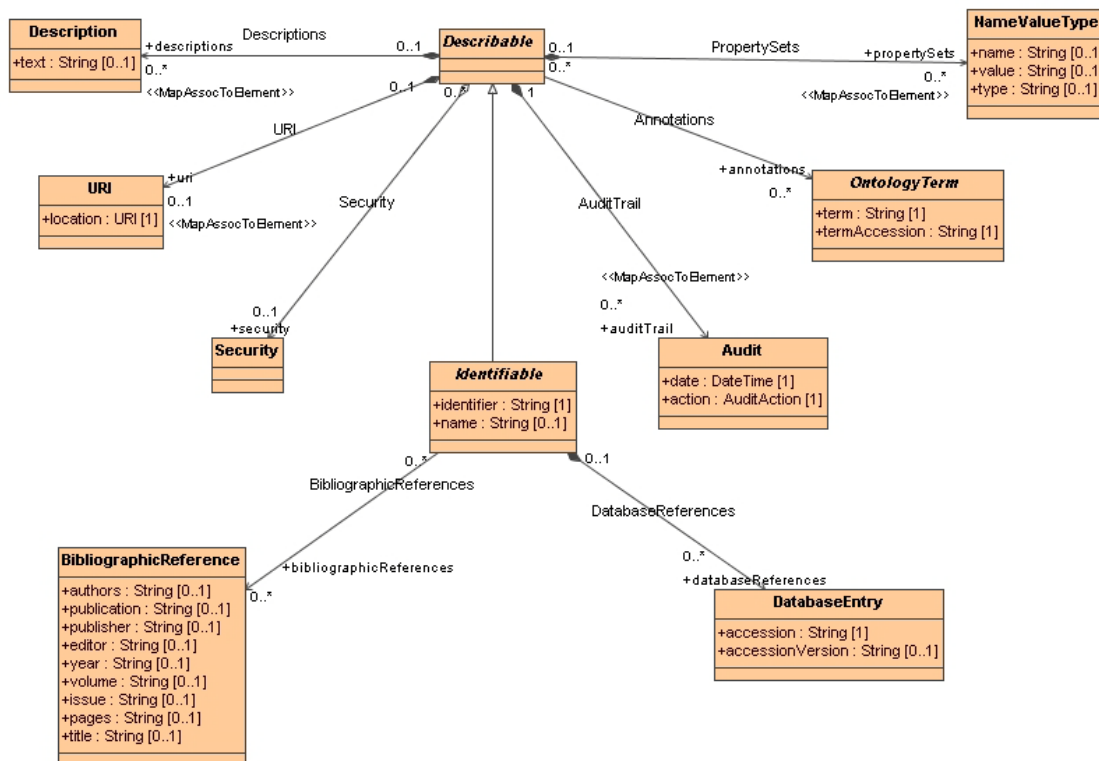 Description
+text : String [0..1]
Descriptions
+descriptions
0..*
<<MapAssocToElement>>
0..1
Describable
0..1
PropertySets
+propertySets
0..*
<<MapAssocToElement>>
NameValueType
+name : String [0..1
+value : String [0..1
+type : String [0..1]
0..1
0..*
1
0..*
URI
Annotations
+annotations
0..*
OntologyTerm
+term : String [1]
+termAccession : String [1]
+uri
0..1
<<MapAssocToElement>>
URI
+location : URI [1]
Security
0..1
+security
Security
AuditTrail
<<MapAssocToElement>>
0..*
+auditTrail
Audit
+date : DateTime [1]
+action : AuditAction [1]
Identifiable
+identifier : String [1]
+name : String [0..1]
0..*
0..1
BibliographicReferences
+bibliographicReferences
0..*
DatabaseReferences
0..*
+databaseReferences
BibliographicReference
+authors : String [0..1]
+publication : String [0..1]
+publisher : String [0..1]
+editor : String [0..1]
+year : String [0..1]
+volume : String [0..1]
+issue : String [0..1]
+pages : String [0..1]
+title : String [0..1]
DatabaseEntry
+accession : String [1]
+accessionVersion : String [0..1]